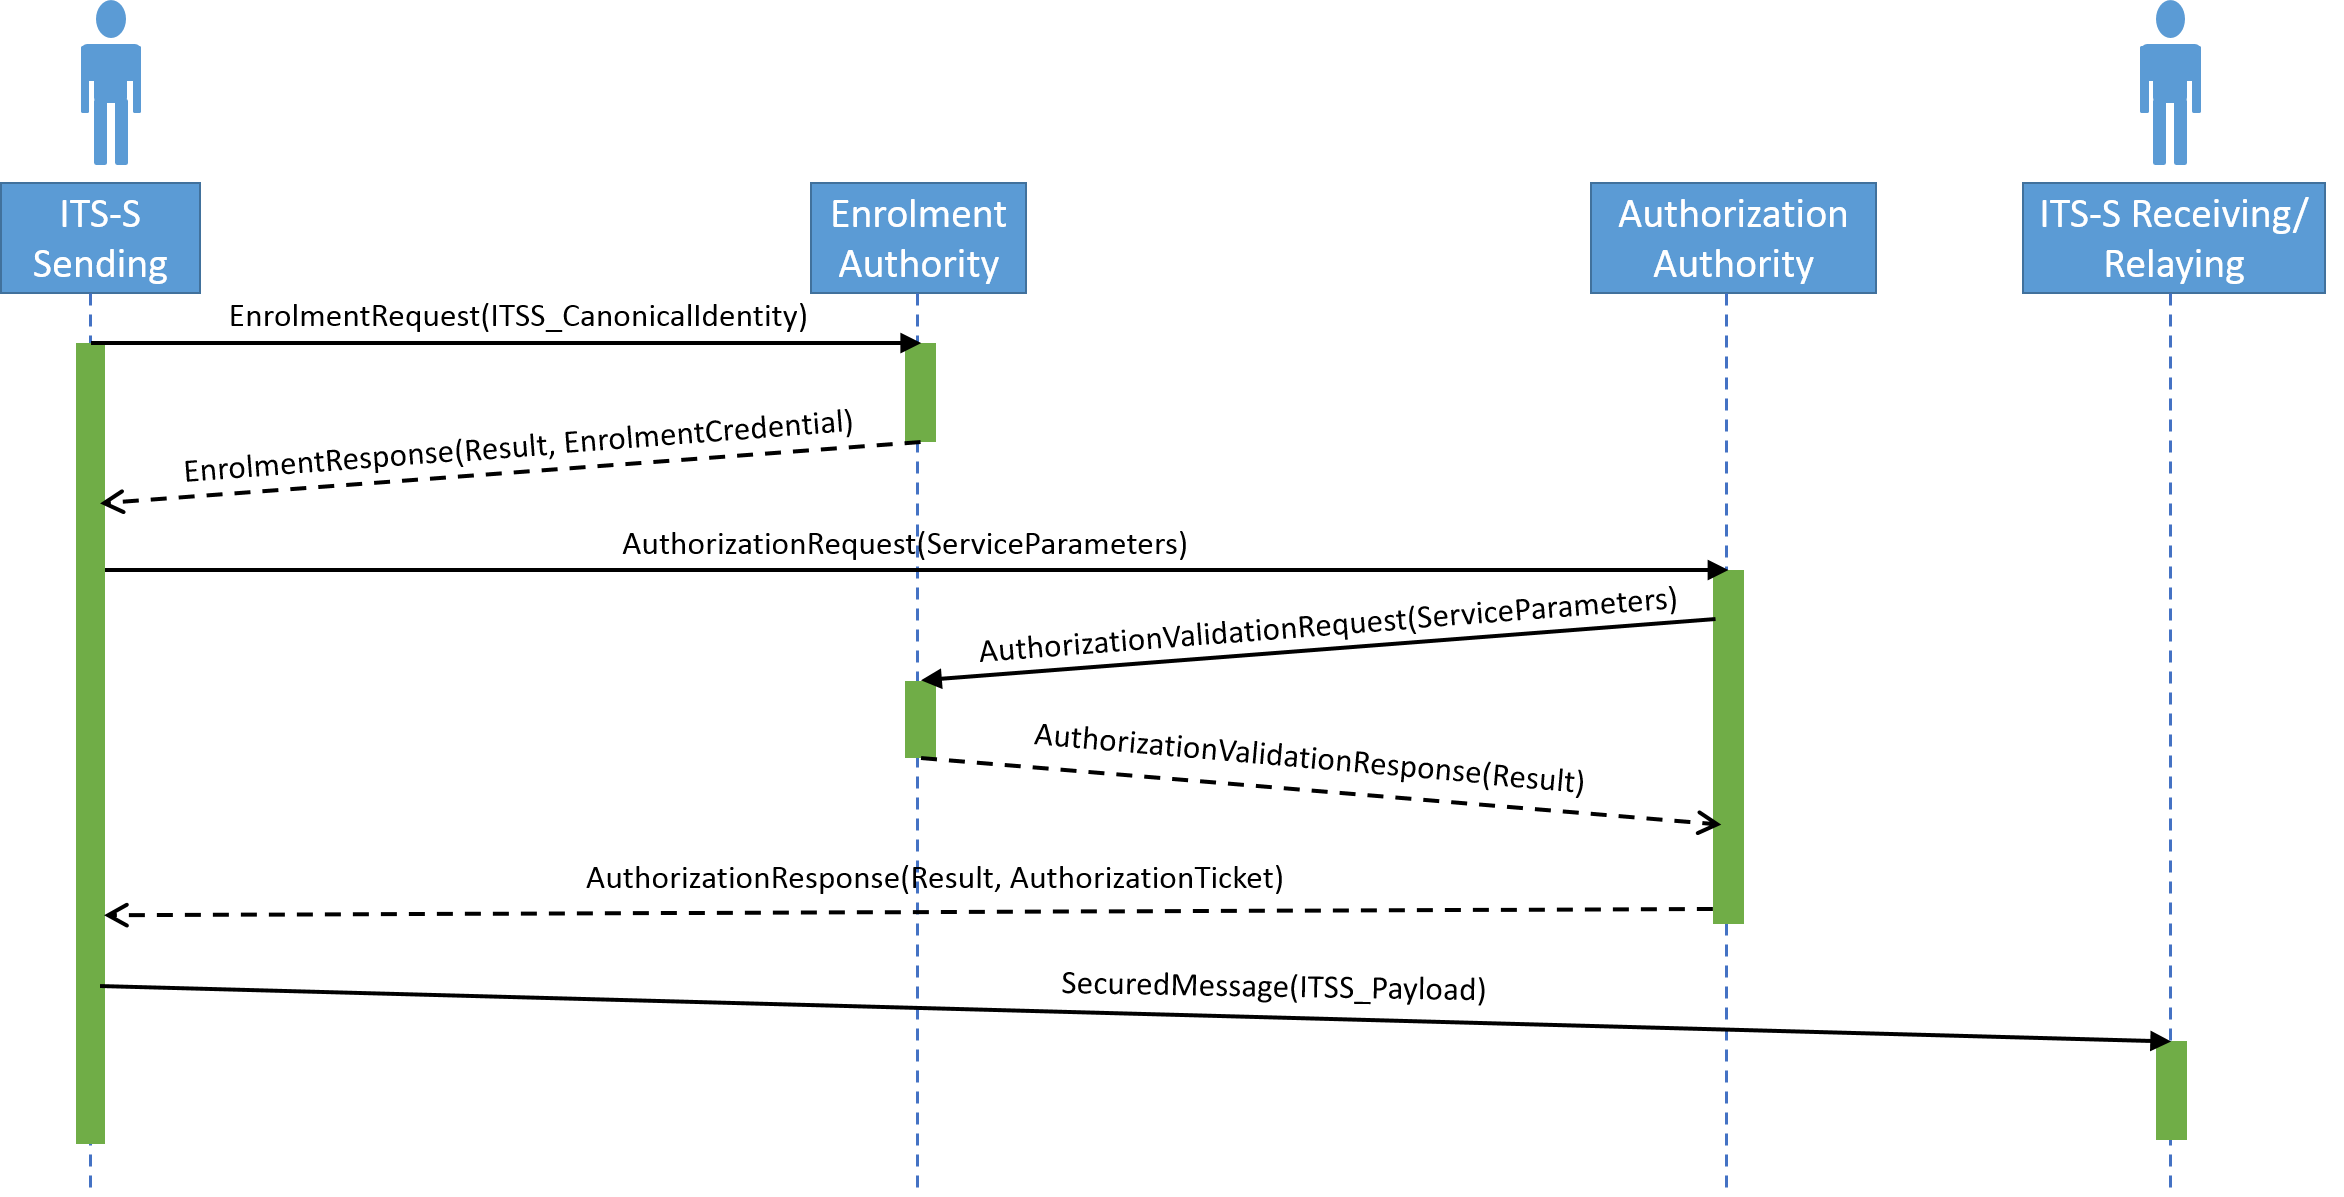 ITS-S
Sending
Enrolment
Authority
Authorization
Authority
ITS-S Receiving/
Relaying
EnrolmentRequest(ITSS_CanonicalIdentity)
EnrolmentResponse(Result, EnrolmentCredential)
AuthorizationRequest(ServiceParameters)
AuthorizationValidationRequest(ServiceParameters)
AuthorizationValidationResponse(Result)
AuthorizationResponse(Result, AuthorizationTicket)
SecuredMessage(ITSS_Payload)